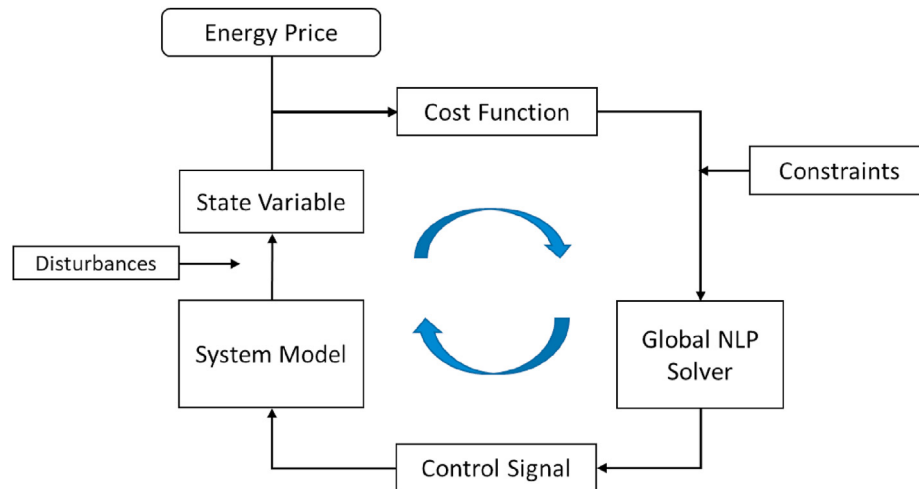 Energy Price
Cost Function
Constraints
State Variable
Disturbances
System Model
Global NLP
Solver
Control Signal